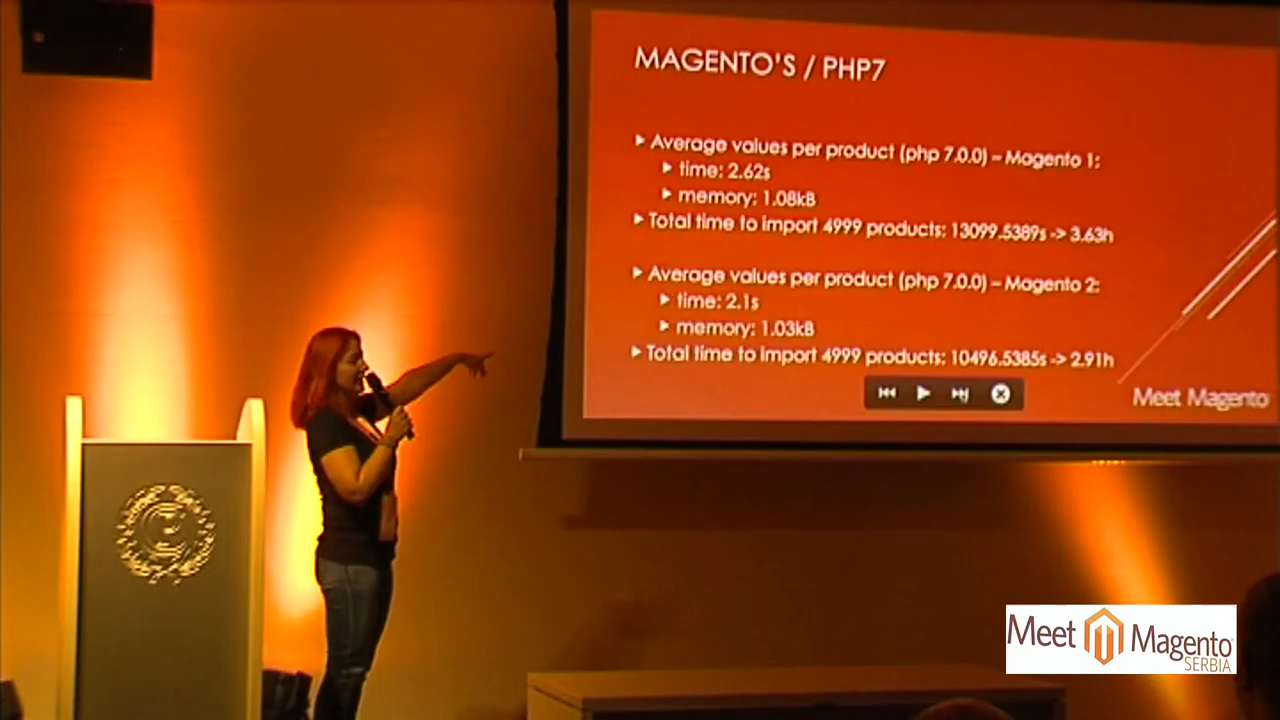 MAGENTO'S / PHP7
Average values per product (php 7.0.0) – Magento 1:
time: 2.62s
memory: 1.08kB
Total time to import 4999 products: 13099.5389s -> 3.63h
Average values per product (php 7.0.0) – Magento 2:
time: 2.1s
memory: 1.03kB
Total time to import 4999 products: 10496.5385s -> 2.91h
Meet Magento
Meet Magento
SERBIA